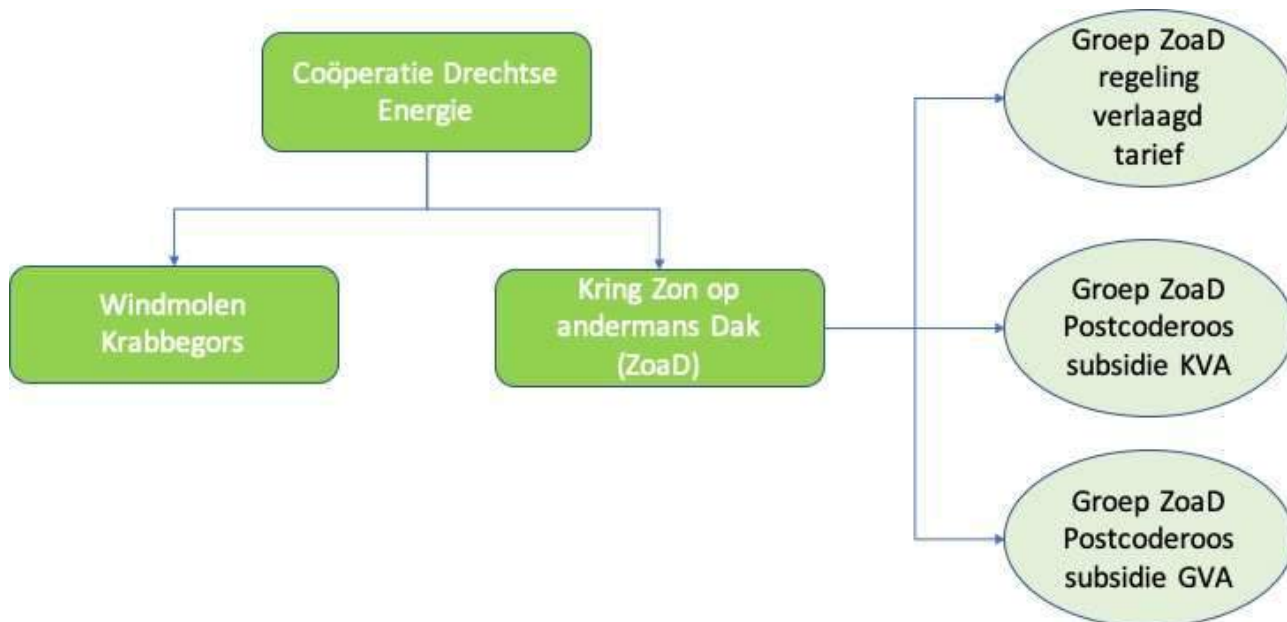 Coöperatie Drechtse
Energie
Windmolen
Krabbegors
Kring Zon op
andermans Dak
(ZoaD)
Groep ZoaD
regeling
verlaagd
tarief
Groep ZoaD
Postcoderoos
subsidie KVA
Groep ZoaD
Postcoderoos
subsidie GVA